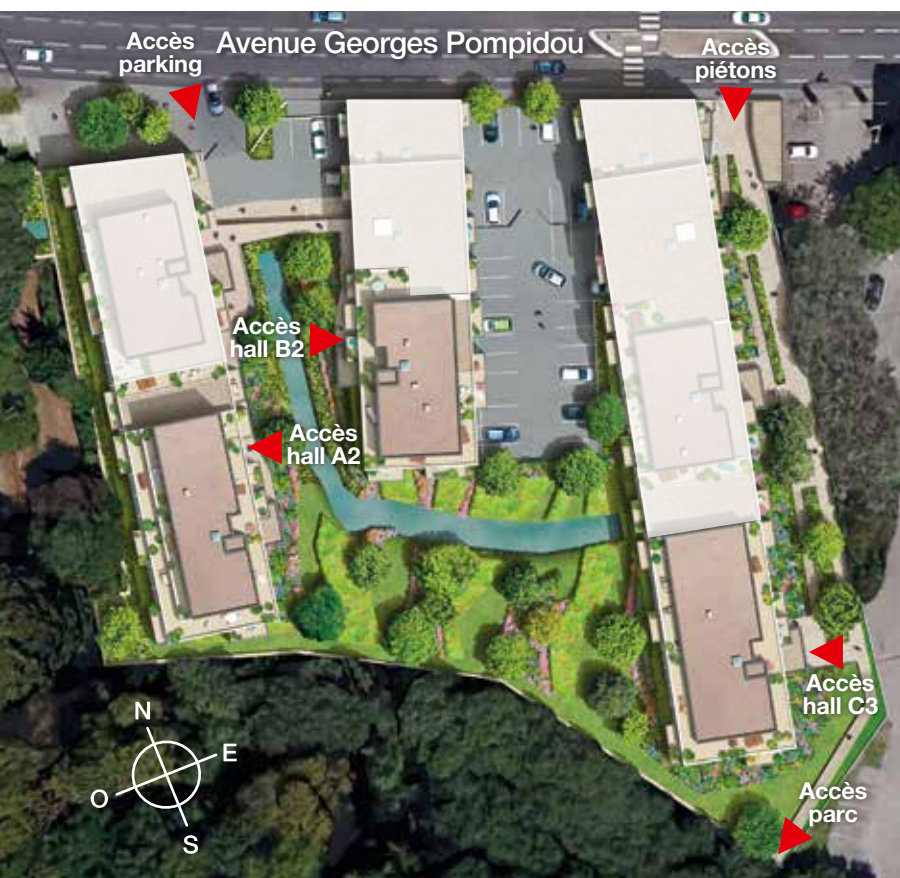 Avenue Georges Pompidou
Accès
parking
Accès
piétons
Accès
hall B2
Accès
hall A2
Accès
hall C3
Accès
parc
N
E
O
S